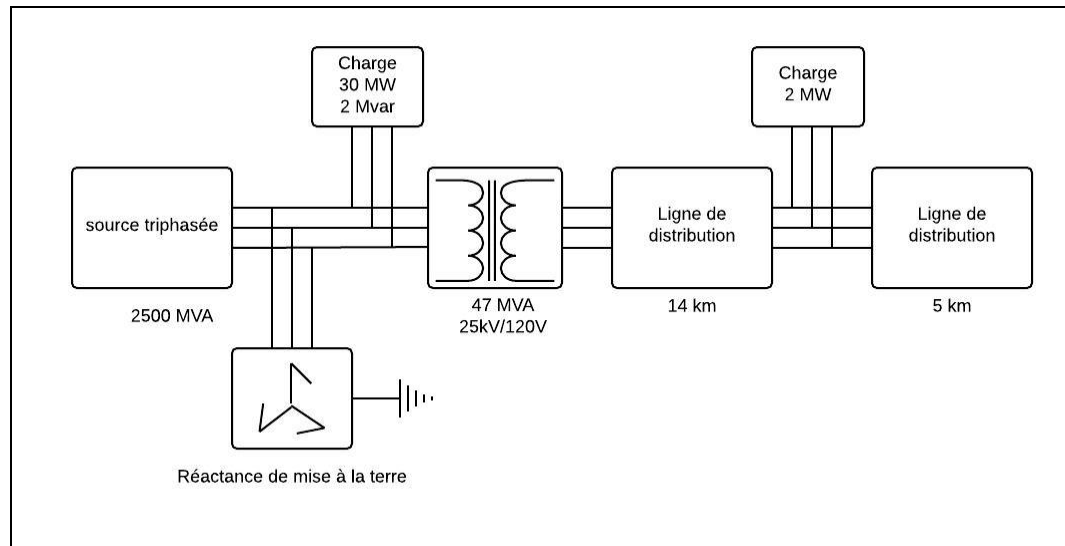 Charge
30 MW
2 Mvar
Charge
2 MW
source triphasée
Ligne de
distribution
Ligne de
distribution
2500 MVA
47 MVA
25kV/120V
14 km
5 km
Réactance de mise à la terre